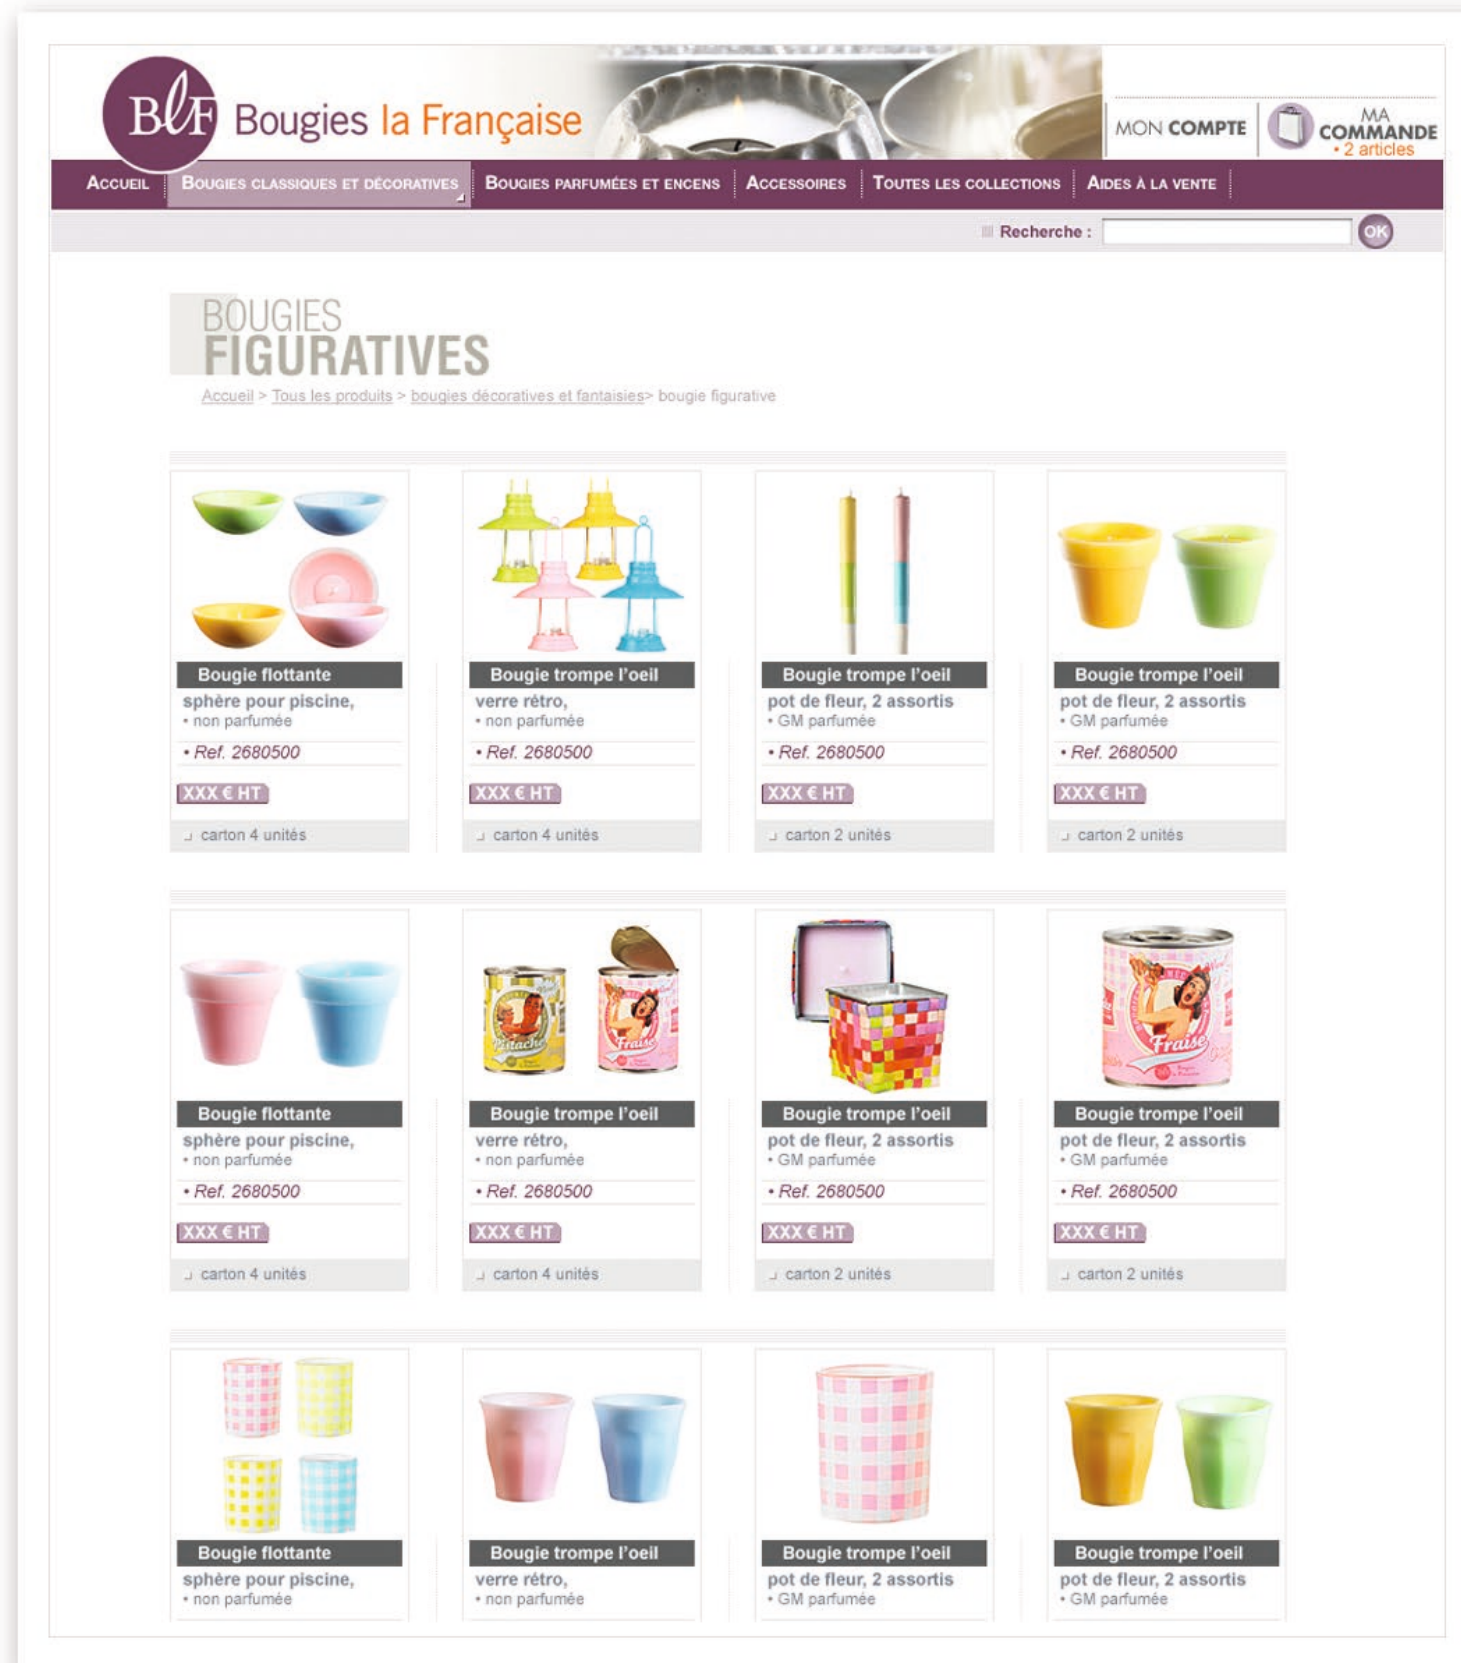 BlF Bougies la Française
MON COMPTE
MA
COMMANDE
• 2 articles
ACCUEIL BOUGIES CLASSIQUES ET DÉCORATIVES BOUGIES PARFUMÉES ET ENCENS ACCESSOIRES TOUTES LES COLLECTIONS AIDES À LA VENTE
Recherche : OK
BOUGIES
FIGURATIVES
Accueil > Tous les produits > bougies décoratives et fantaisies> bougie figurative
Bougie flottante
sphère pour piscine,
• non parfumée
• Ref. 2680500
XXX € HT
carton 4 unités
Bougie trompe l'oeil
verre rétro,
• non parfumée
• Ref. 2680500
XXX € HT
carton 4 unités
Bougie trompe l'oeil
pot de fleur, 2 assortis
• GM parfumée
• Ref. 2680500
XXX € HT
carton 2 unités
Bougie trompe l'oeil
pot de fleur, 2 assortis
• GM parfumée
• Ref. 2680500
XXX € HT
carton 2 unités
Bougie flottante
sphère pour piscine,
• non parfumée
• Ref. 2680500
XXX € HT
carton 4 unités
Pistache
Fraise
Bougie trompe l'oeil
verre rétro,
• non parfumée
• Ref. 2680500
XXX € HT
carton 4 unités
Bougie trompe l'oeil
pot de fleur, 2 assortis
• GM parfumée
• Ref. 2680500
XXX € HT
carton 2 unités
Fraise
Bougie trompe l'oeil
pot de fleur, 2 assortis
• GM parfumée
• Ref. 2680500
XXX € HT
carton 2 unités
Bougie flottante
sphère pour piscine,
• non parfumée
Bougie trompe l'oeil
verre rétro,
• non parfumée
Bougie trompe l'oeil
pot de fleur, 2 assortis
• GM parfumée
Bougie trompe l'oeil
pot de fleur, 2 assortis
• GM parfumée